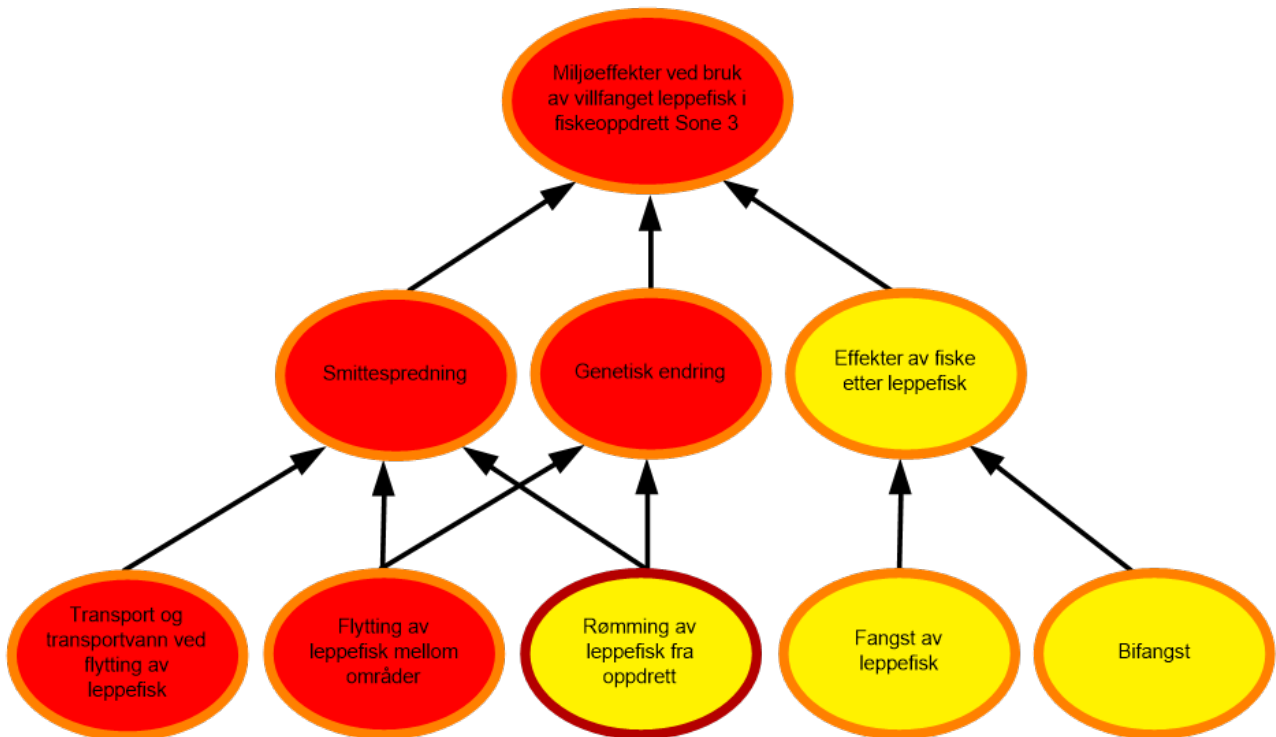 Miljøeffekter ved bruk
av villfanget leppefisk i
fiskeoppdrett Sone 3
Smittespredning
Genetisk endring
Effekter av fiske
etter leppefisk
Transport og
transportvann ved
flytting av
leppefisk
Flytting av
leppefisk mellom
områder
Rømming av
leppefisk fra
oppdrett
Fangst av
leppefisk
Bifangst